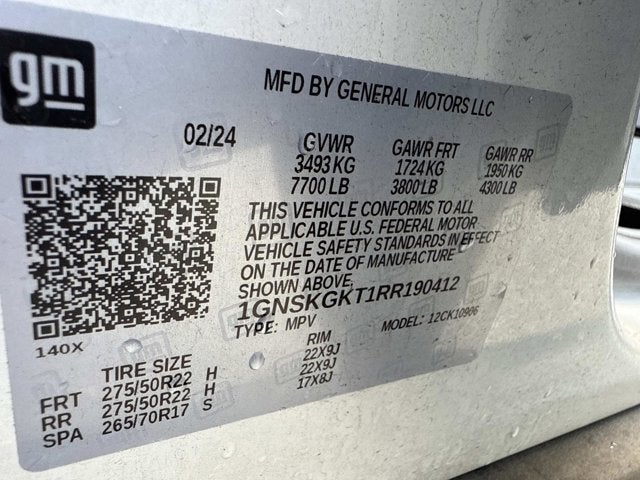 gm
MFD BY GENERAL MOTORS LLC
02/24 GVWR GAWR FRT GAWR RR
3493 KG 1724 KG 1950 KG
7700 LB 3800 LB 4300 LB
THIS VEHICLE CONFORMS TO ALL
APPLICABLE U.S. FEDERAL MOTOR
VEHICLE SAFETY STANDARDS IN EFFECT
ON THE DATE OF MANUFACTURE
SHOWN ABOVE.
1GNSKGKT1RR190412
TYPE: MPV MODEL: 12CK10906
140X
TIRE SIZE RIM
FRT 275/50R22 H 22X9J
RR 275/50R22 H 22X9J
SPA 265/70R17 S 17X8J